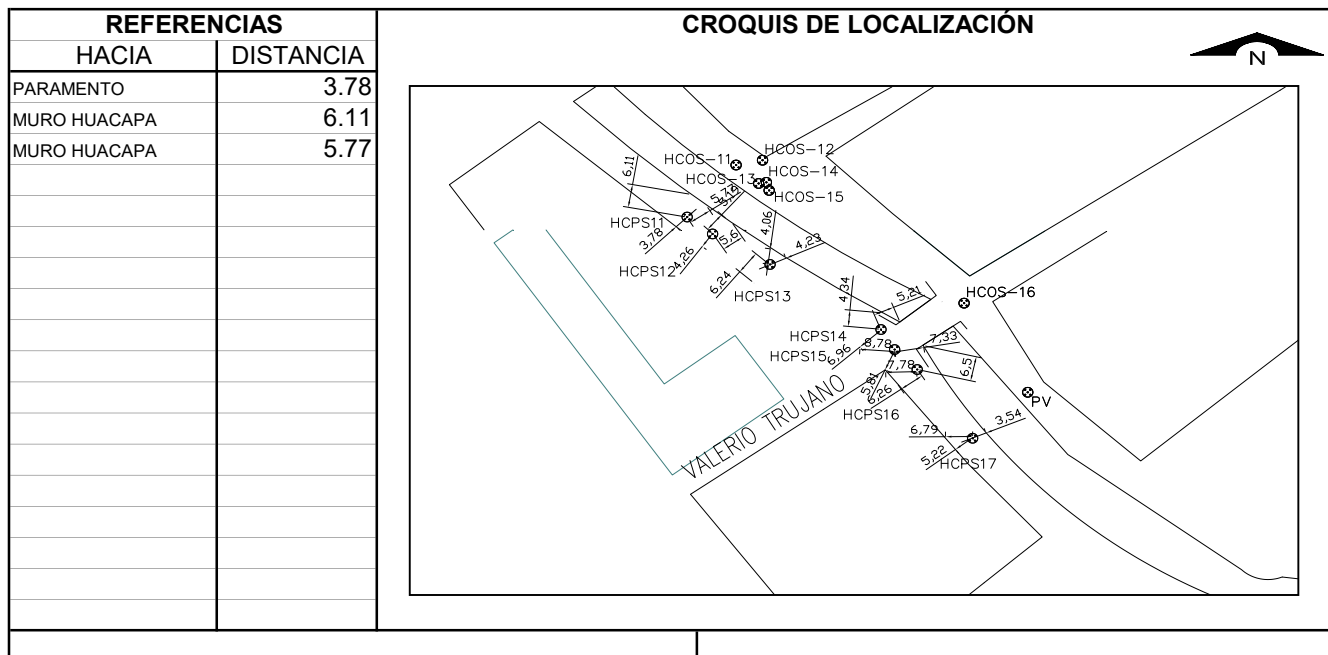 REFERENCIAS
HACIA DISTANCIA
PARAMENTO 3.78
MURO HUACAPA 6.11
MURO HUACAPA 5.77
CROQUIS DE LOCALIZACIÓN
N
HCOS-12
HCOS-11
HCOS-14
HCOS-13
HCOS-15
6,11
HCPS11
3,78
4,06
5,6
4,23
4,26
HCPS12
6,24
HCPS13
HCOS-16
4,34
5,21
HCPS14
7,33
8,78
HCPS15
6,96
7,78
6,5
5,81
6,26
PV
HCPS16
VALERIO TRUJANO
3,54
6,79
5,22
HCPS17